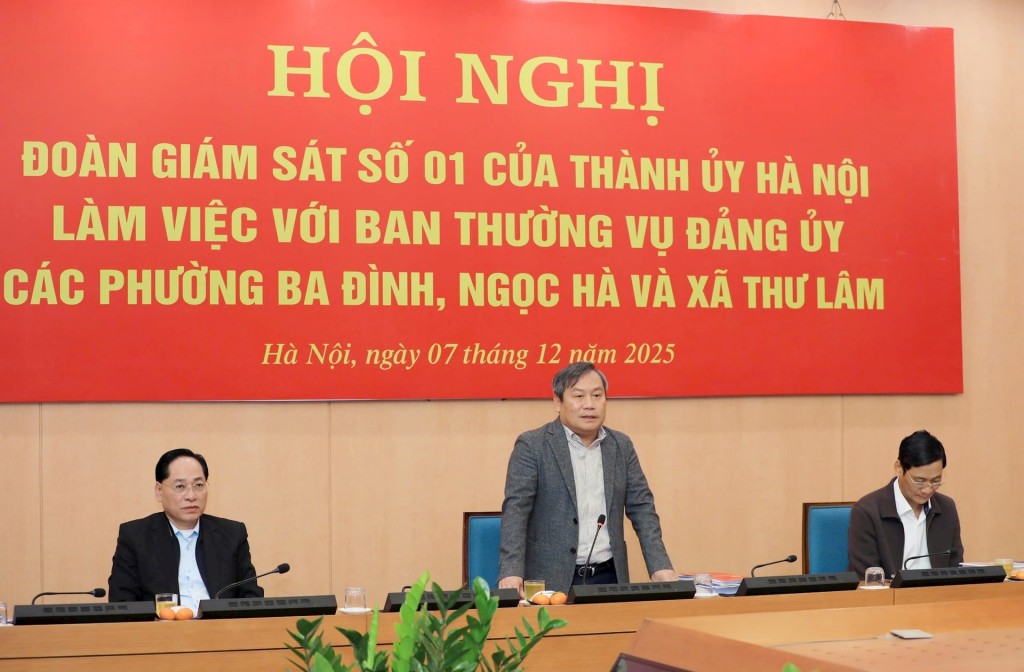 HỘI NGHỊ
ĐOÀN GIÁM SÁT SỐ 01 CỦA THÀNH ỦY HÀ NỘI
LÀM VIỆC VỚI BAN THƯỜNG VỤ ĐẢNG ỦY
CÁC PHƯỜNG BA ĐÌNH, NGỌC HÀ VÀ XÃ THƯ LÂM
Hà Nội, ngày 07 tháng 12 năm 2025